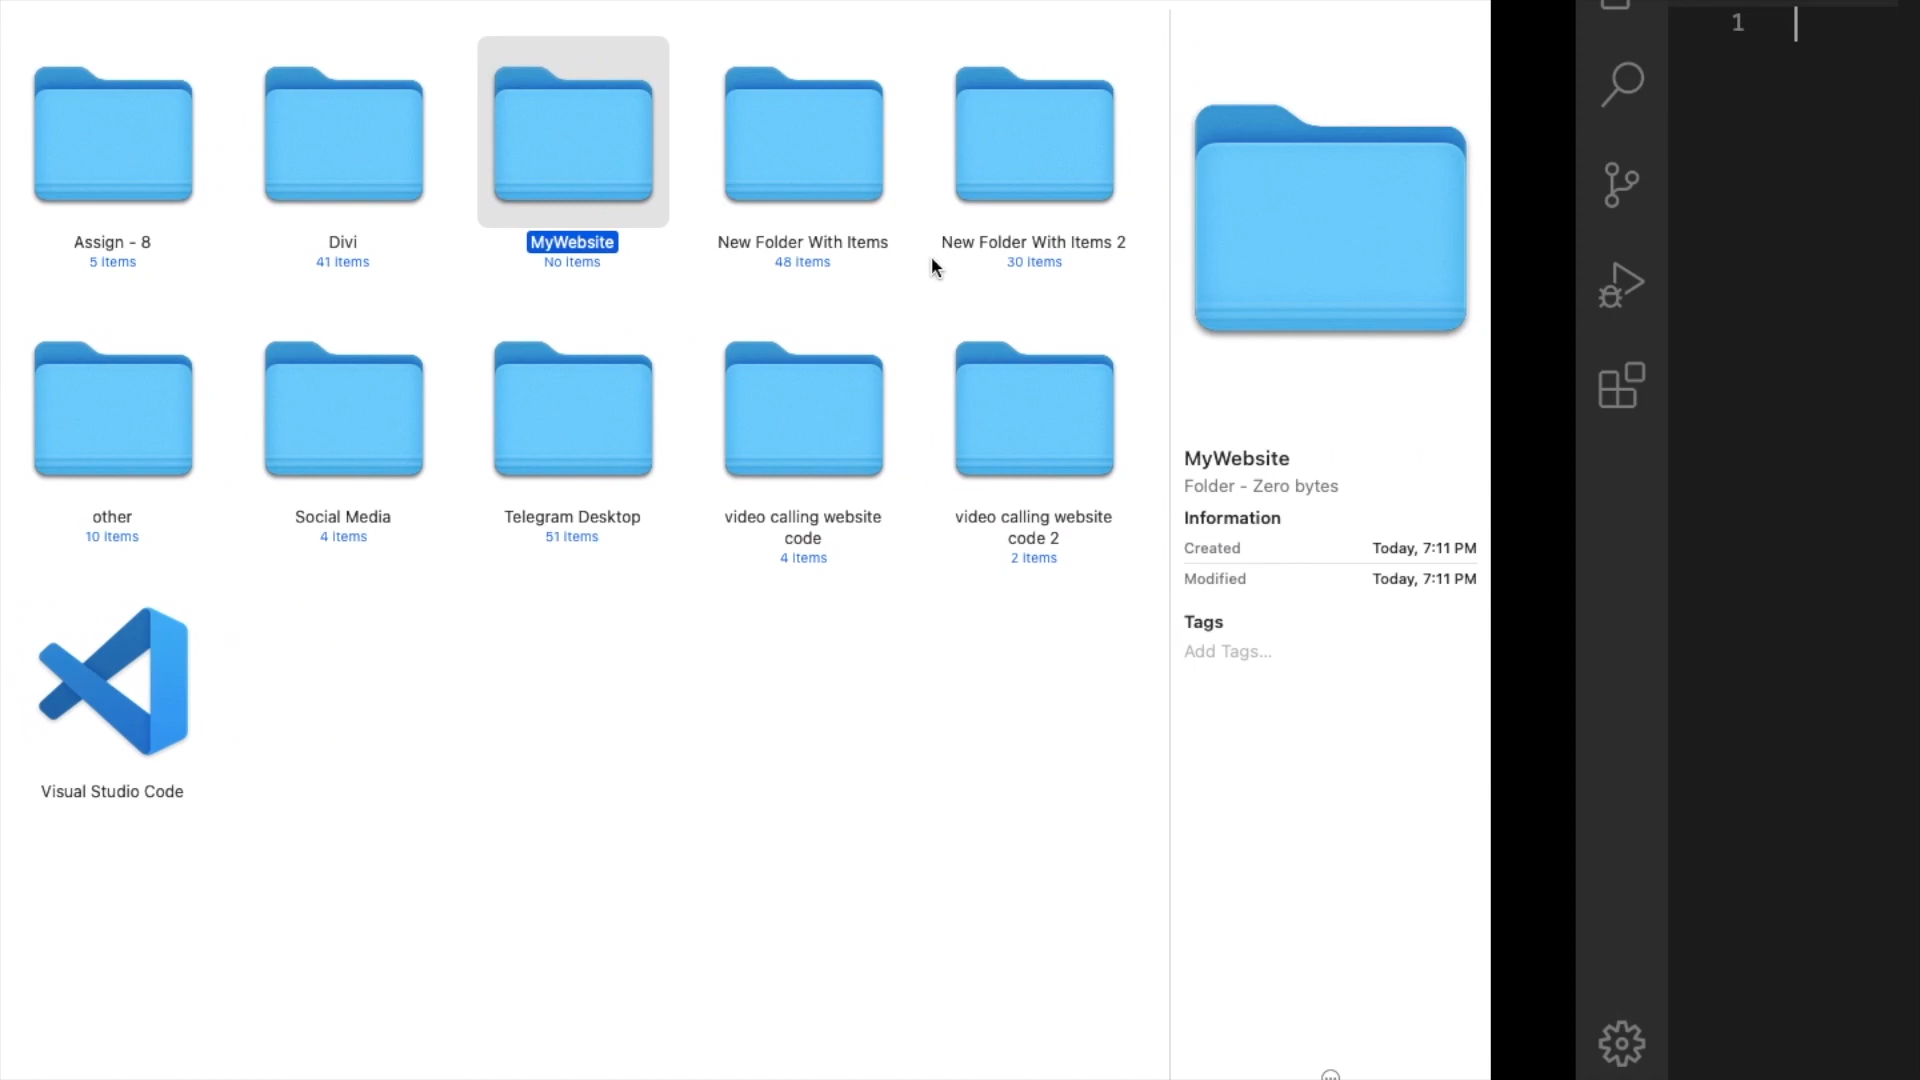 Assign - 8
5 items
Divi
41 items
MyWebsite
No items
New Folder With Items
48 items
New Folder With Items 2
30 items
other
10 items
Social Media
4 items
Telegram Desktop
51 items
video calling website
code
4 items
video calling website
code 2
2 items
Visual Studio Code
MyWebsite
Folder - Zero bytes
Information
Created Today, 7:11 PM
Modified Today, 7:11 PM
Tags
Add Tags...
1